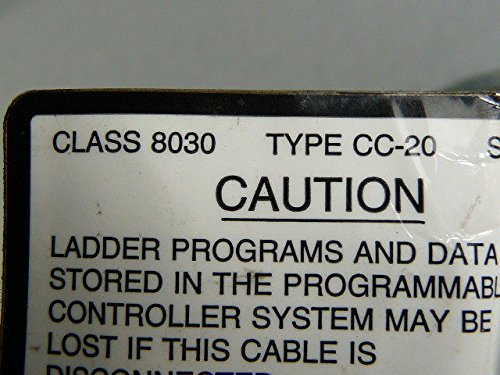 CLASS 8030 TYPE CC-20 S
CAUTION
LADDER PROGRAMS AND DATA
STORED IN THE PROGRAMMABL
CONTROLLER SYSTEM MAY BE
LOST IF THIS CABLE IS
DISCONNECTED